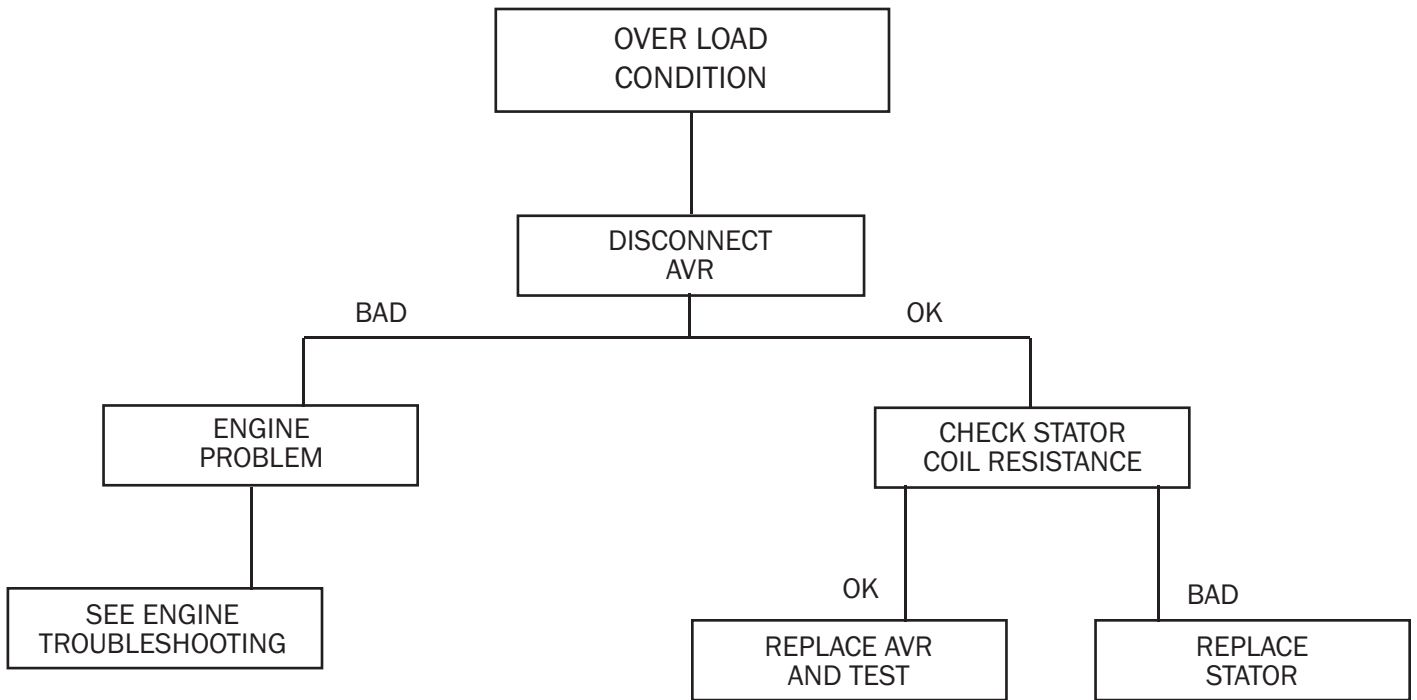 OVER LOAD
CONDITION
DISCONNECT
AVR
BAD
OK
ENGINE
PROBLEM
CHECK STATOR
COIL RESISTANCE
SEE ENGINE
TROUBLESHOOTING
OK
BAD
REPLACE AVR
AND TEST
REPLACE
STATOR